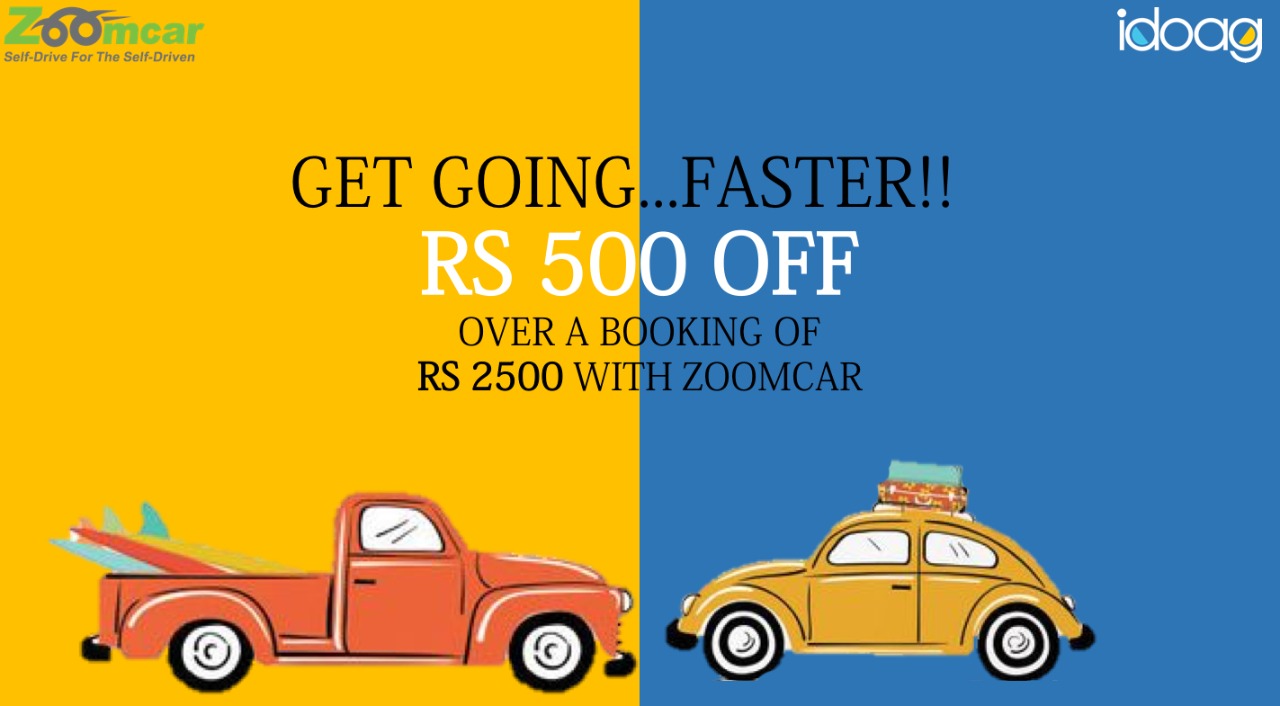 Zoomcar
Self-Drive For The Self-Driven
idoag
GET GOING...FASTER!!
RS 500 OFF
OVER A BOOKING OF
RS 2500 WITH ZOOMCAR